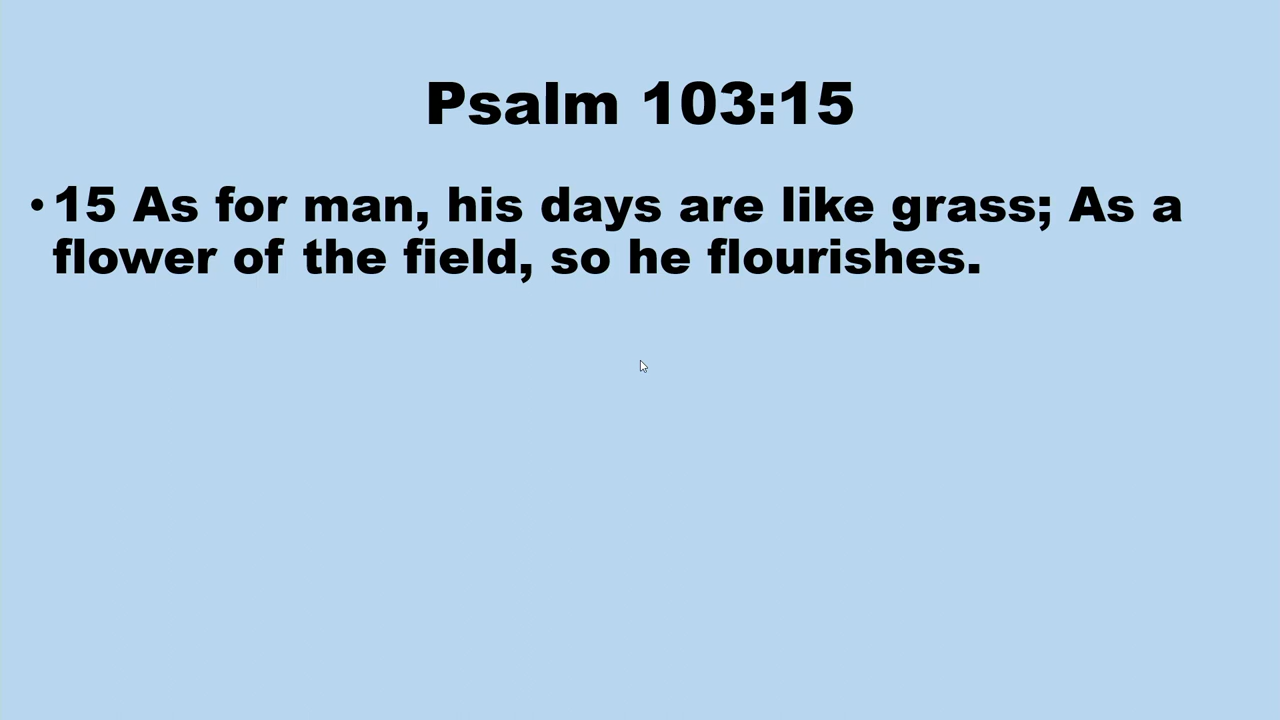 Psalm 103:15
• 15 As for man, his days are like grass; As a
flower of the field, so he flourishes.